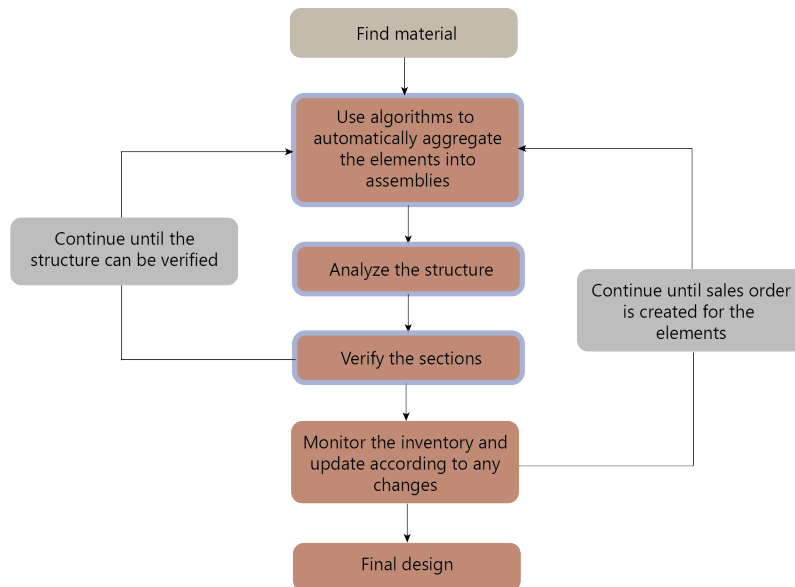 Find material
Use algorithms to
automatically aggregate
the elements into
assemblies
Continue until the
structure can be verified
Analyze the structure
Continue until sales order
is created for the
elements
Verify the sections
Monitor the inventory and
update according to any
changes
Final design